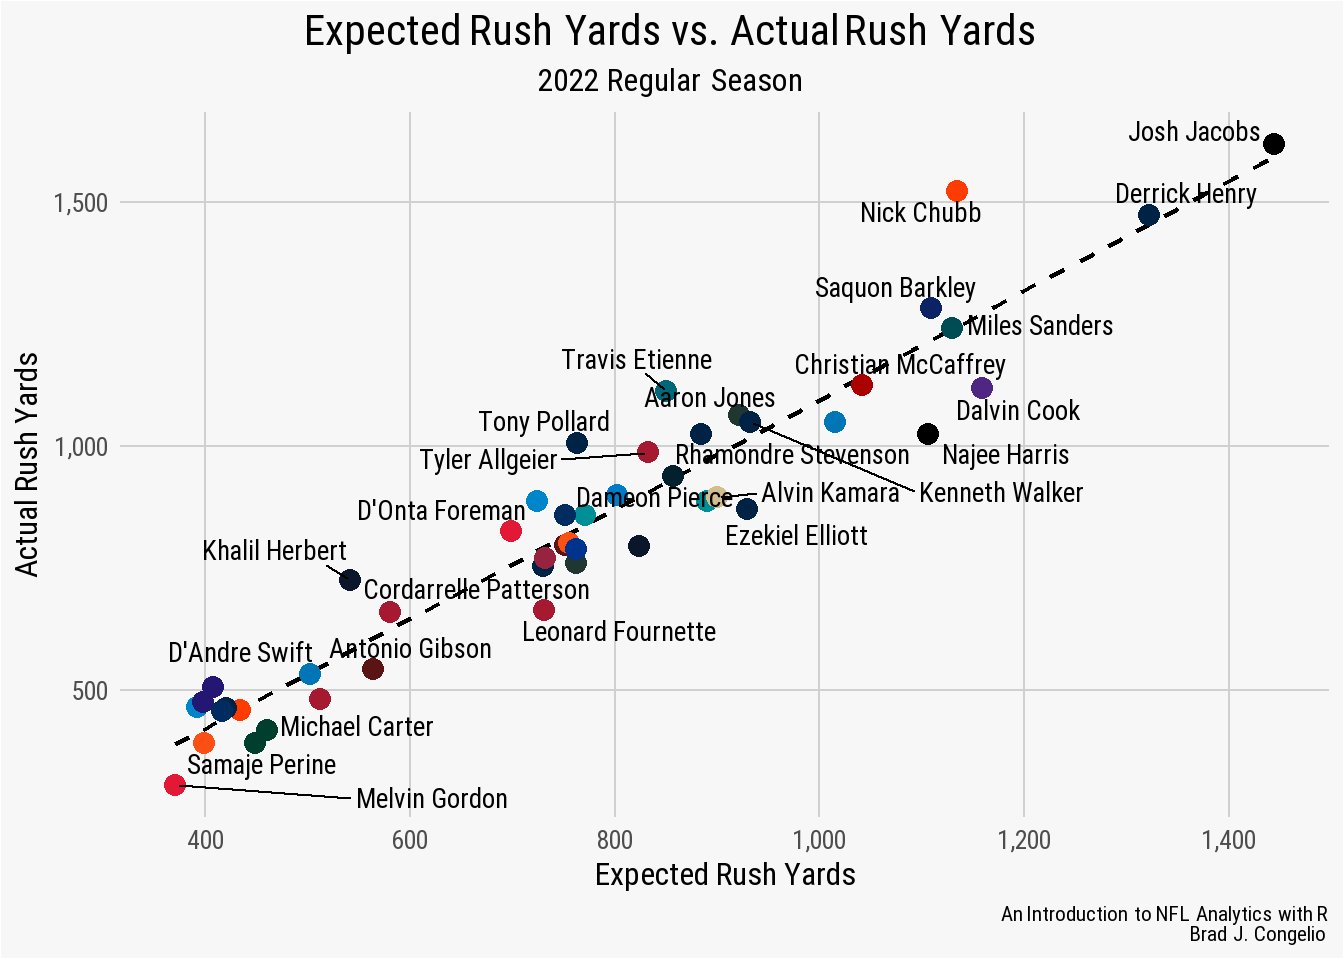 Expected Rush Yards vs. Actual Rush Yards
2022 Regular Season
Josh Jacobs
Derrick Henry
1,500
Nick Chubb
Saquon Barkley
Miles Sanders
Travis Etienne
Christian McCaffrey
Aaron Jones
Dalvin Cook
Tony Pollard
1,000
Tyler Allgeier
Rhamondre Stevenson
Najee Harris
Dameon Pierce
Alvin Kamara
Kenneth Walker
D'Onta Foreman
Ezekiel Elliott
Khalil Herbert
Cordarrelle Patterson
Leonard Fournette
D'Andre Swift
Antonio Gibson
500
Michael Carter
Samaje Perine
Melvin Gordon
Actual Rush Yards
400
600
800
1,000
1,200
1,400
Expected Rush Yards
An Introduction to NFL Analytics with R
Brad J. Congelio